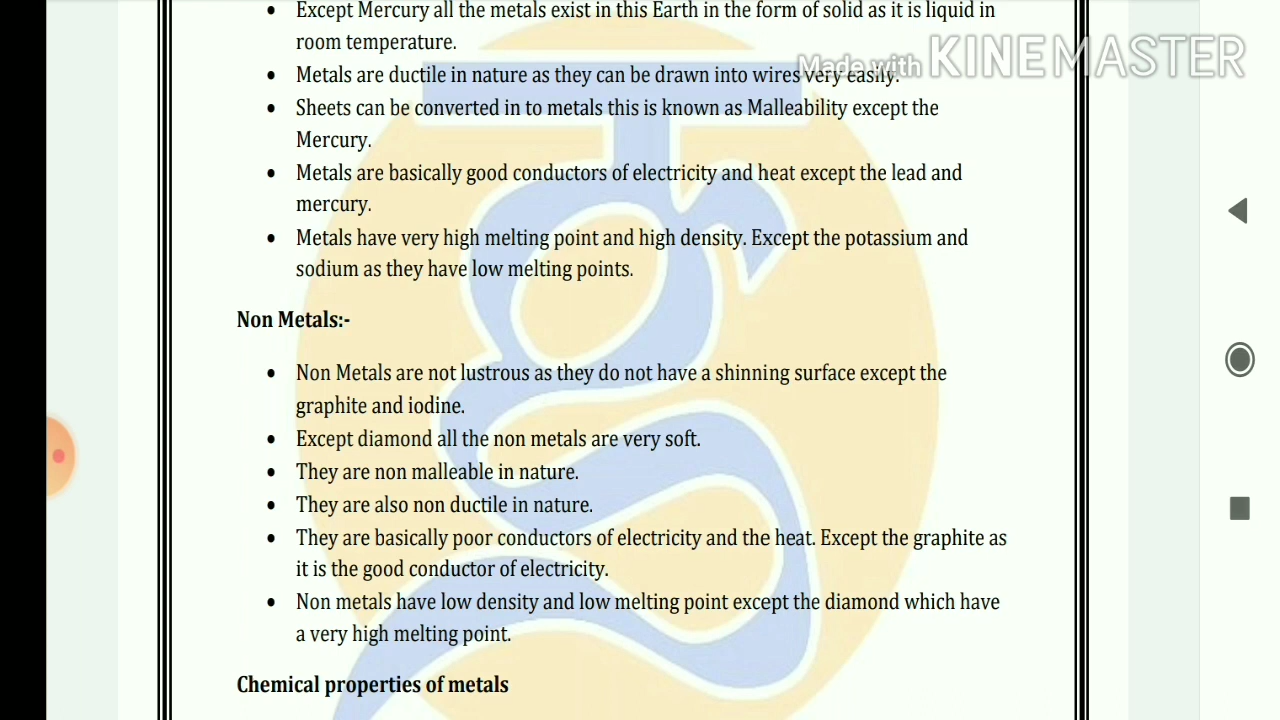 Except Mercury all the metals exist in this Earth in the form of solid as it is liquid in
room temperature.
Made with KINEMASTER
Metals are ductile in nature as they can be drawn into wires very easily.
Sheets can be converted in to metals this is known as Malleability except the
Mercury.
Metals are basically good conductors of electricity and heat except the lead and
mercury.
Metals have very high melting point and high density. Except the potassium and
sodium as they have low melting points.
Non Metals:-
Non Metals are not lustrous as they do not have a shinning surface except the
graphite and iodine.
Except diamond all the non metals are very soft.
They are non malleable in nature.
They are also non ductile in nature.
They are basically poor conductors of electricity and the heat. Except the graphite as
it is the good conductor of electricity.
Non metals have low density and low melting point except the diamond which have
a very high melting point.
Chemical properties of metals